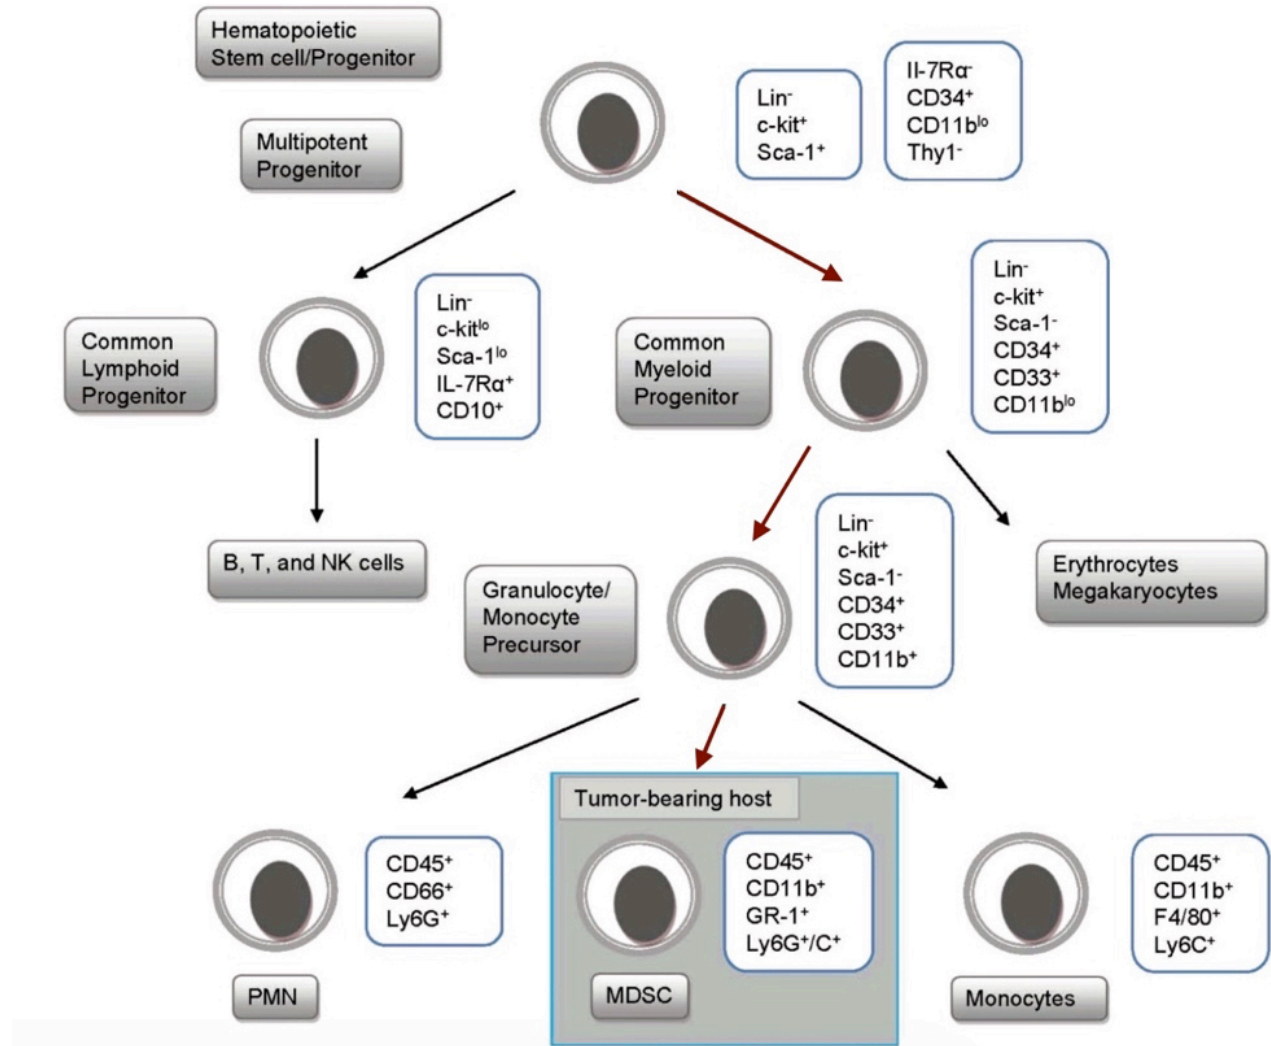 Hematopoietic
Stem cell/Progenitor
Multipotent
Progenitor
Lin⁻
c-kit⁺
Sca-1⁺
Il-7Rα⁻
CD34⁺
CD11bˡᵒ
Thy1⁻
Common
Lymphoid
Progenitor
Lin⁻
c-kitˡᵒ
Sca-1ˡᵒ
IL-7Rα⁺
CD10⁺
Common
Myeloid
Progenitor
Lin⁻
c-kit⁺
Sca-1⁻
CD34⁺
CD33⁺
CD11bˡᵒ
B, T, and NK cells
Granulocyte/
Monocyte
Precursor
Lin⁻
c-kit⁺
Sca-1⁻
CD34⁺
CD33⁺
CD11b⁺
Erythrocytes
Megakaryocytes
CD45⁺
CD66⁺
Ly6G⁺
PMN
Tumor-bearing host
CD45⁺
CD11b⁺
GR-1⁺
Ly6G⁺/C⁺
MDSC
CD45⁺
CD11b⁺
F4/80⁺
Ly6C⁺
Monocytes